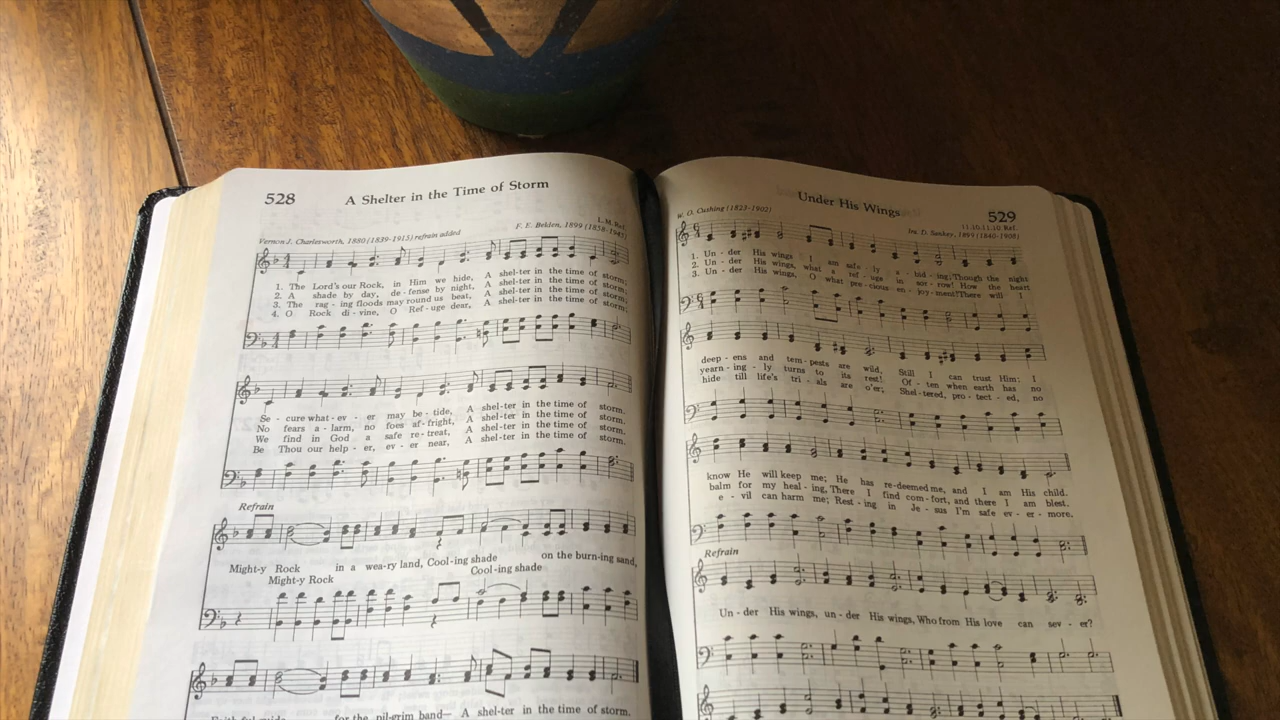 528
A Shelter in the Time of Storm
L.M.Ref.
Vernon J. Charlesworth, 1880 (1839-1915) refrain added
F. E. Belden, 1899 (1858-1945)
1. The Lord's our Rock, in Him we hide, A shel-ter in the time of storm;
2. A shade by day, de-fense by night, A shel-ter in the time of storm;
3. The rag-ing floods may round us beat, A shel-ter in the time of storm;
4. O Rock di-vine, O Ref-uge dear, A shel-ter in the time of storm;
Se-cure what-ev-er may be-tide, A shel-ter in the time of storm.
No fears a-larm, no foes af-fright, A shel-ter in the time of storm.
We find in God a safe re-treat, A shel-ter in the time of storm.
Be Thou our help-er, ev-er near, A shel-ter in the time of storm.
Refrain
Might-y Rock in a wea-ry land, Cool-ing shade on the burn-ing sand,
Might-y Rock Cool-ing shade
Faith-ful guide for the pil-grim band— A shel-ter in the time of storm.
Under His Wings
529
W. O. Cushing (1823-1902)
11.10.11.10 Ref.
Ira D. Sankey, 1899 (1840-1908)
1. Un-der His wings I am safe-ly a-bid-ing; Though the night
2. Un-der His wings, what a ref-uge in sor-row! How the heart
3. Un-der His wings, O what pre-cious en-joy-ment! There will I
deep-ens and tem-pests are wild, Still I can trust Him; I
yearn-ing-ly turns to its rest! Of-ten when earth has no
hide till life's tri-als are o'er; Shel-tered, pro-tect-ed, no
know He will keep me; He has re-deemed me, and I am His child.
balm for my heal-ing, There I find com-fort, and there I am blest.
e-vil can harm me; Rest-ing in Je-sus I'm safe ev-er-more.
Refrain
Un-der His wings, un-der His wings, Who from His love can sev-er?